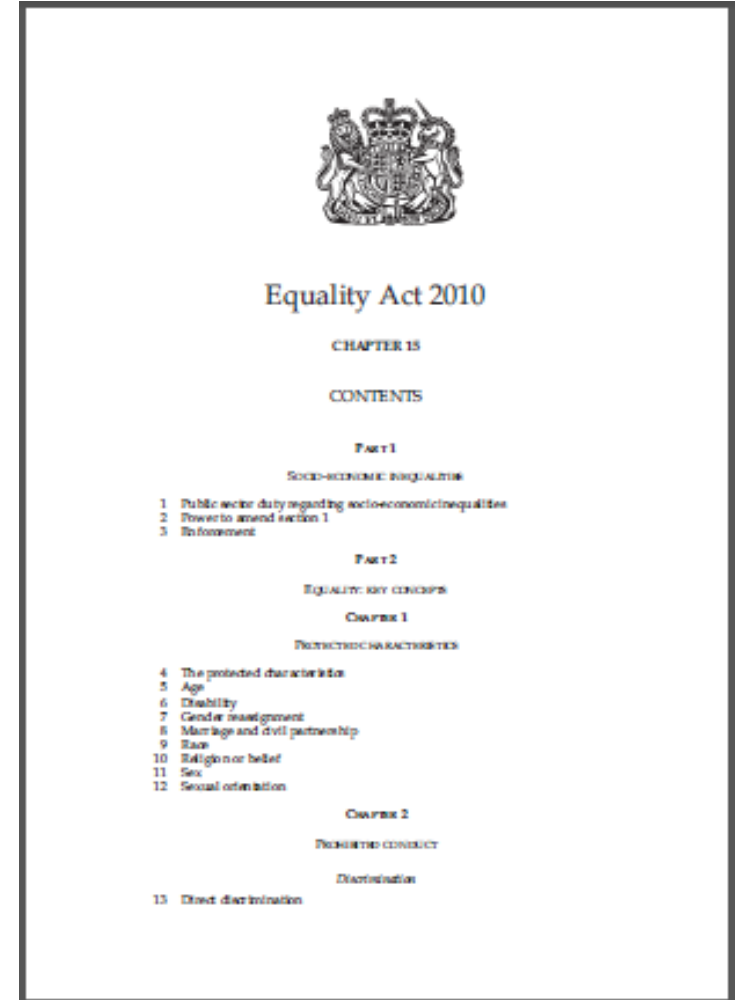 Equality Act 2010
CHAPTER 15
CONTENTS
PART 1
SOCIO-ECONOMIC INEQUALITIES
1 Public sector duty regarding socio-economic inequalities
2 Power to amend section 1
3 Enforcement
PART 2
EQUALITY: KEY CONCEPTS
CHAPTER 1
PROTECTED CHARACTERISTICS
4 The protected characteristics
5 Age
6 Disability
7 Gender reassignment
8 Marriage and civil partnership
9 Race
10 Religion or belief
11 Sex
12 Sexual orientation
CHAPTER 2
PROHIBITED CONDUCT
Discrimination
13 Direct discrimination